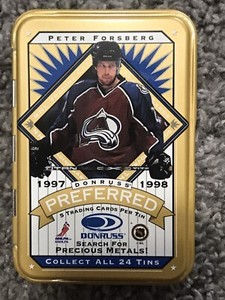 PETER FORSBERG
1997 DONRUSS 1998
PREFERRED
5 TRADING CARDS PER TIN
DONRUSS
SEARCH FOR
PRECIOUS METALS!
COLLECT ALL 24 TINS